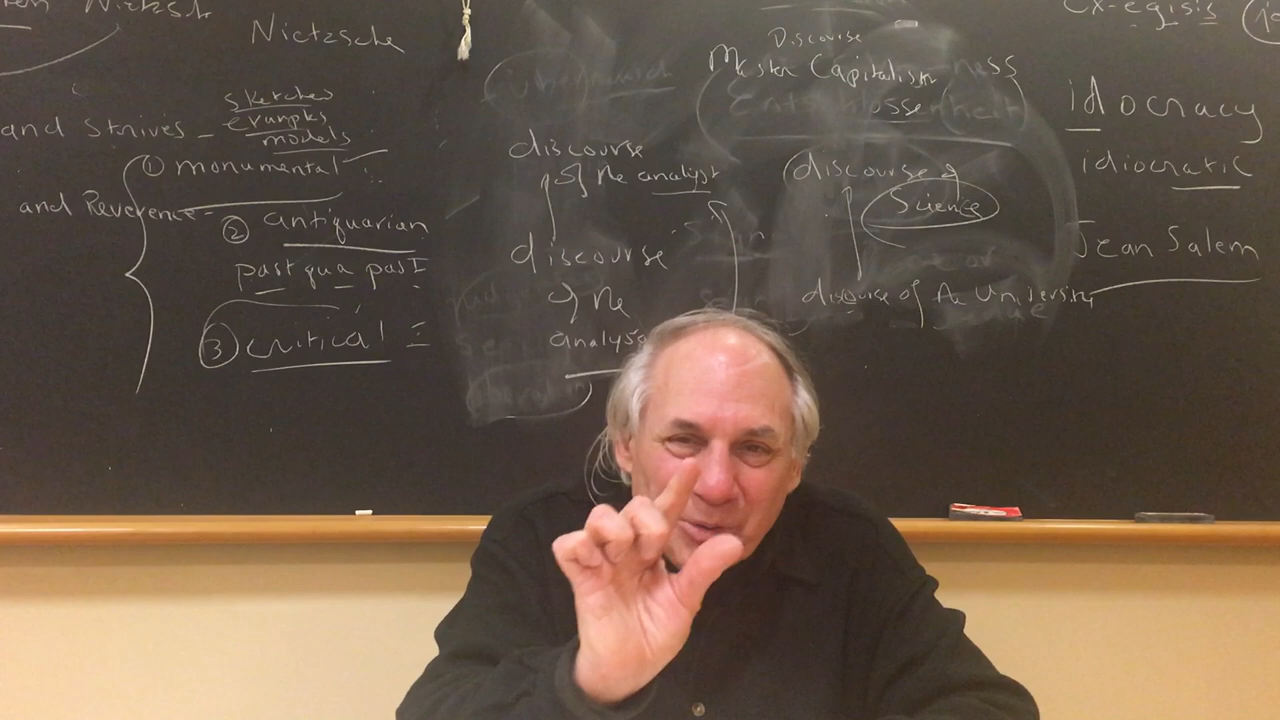 Nietzsche
and Strives -
sketches
examples
models
① monumental
and Reverence -
② antiquarian
past qua past
③ critical
discourse
of the analyst
discourse
of the
Discourse
Master Capitalism
discourse of
Science
discourse of the University
ex-egisis
idocracy
idiocratic
Jean Salem